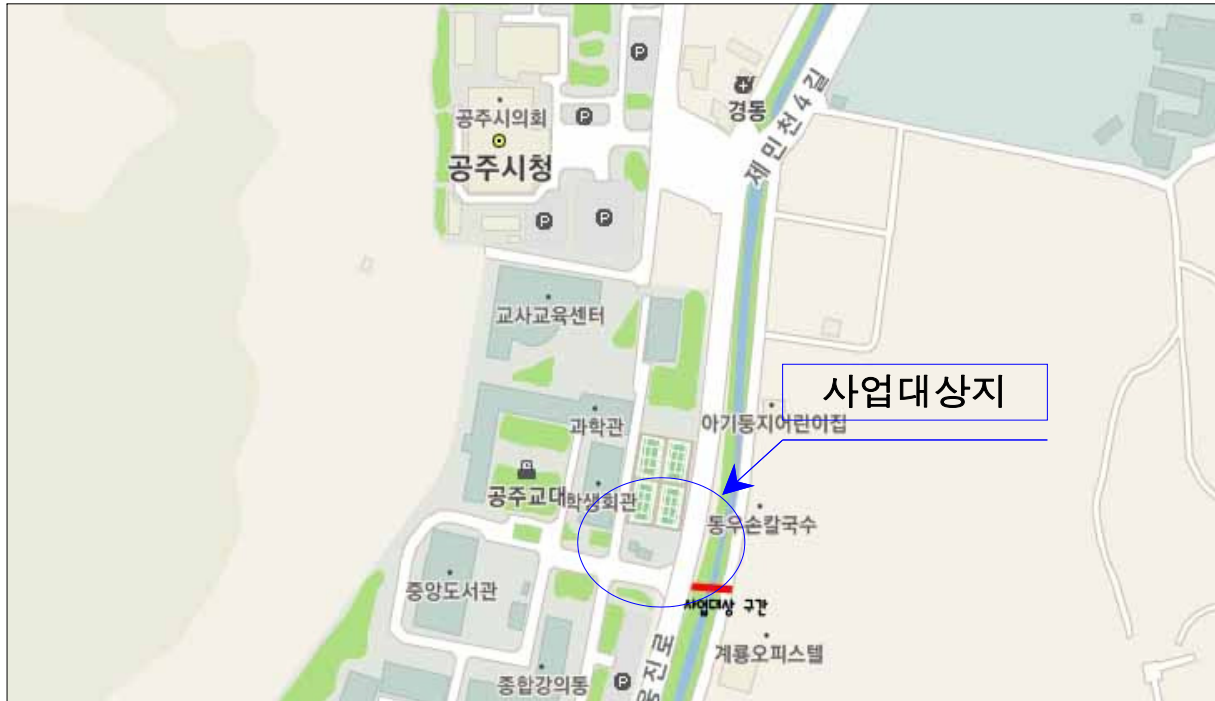 P
경동
공주시의회
P
공주시청
제민천4길
P
P
교사교육센터
사업대상지
과학관
아기둥지어린이집
공주교대
학생회관
동우손칼국수
중앙도서관
사업대상 구간
계룡오피스텔
종합강의동
P
웅진로